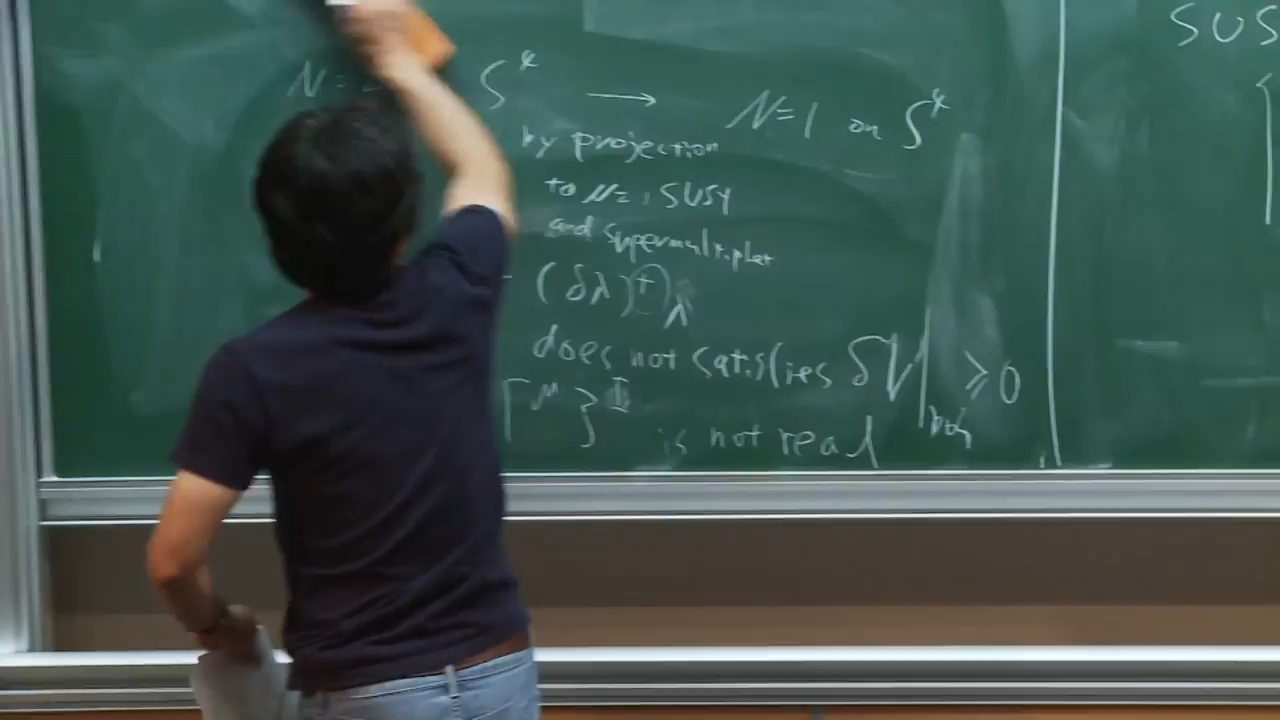 N= S⁴ → N=1 on S⁴
by projection
to N=1 SUSY
and supermultiplet
(δλ)†λ
does not satisfies δV|bos ≥ 0
Γ^μ } is not real
SUS